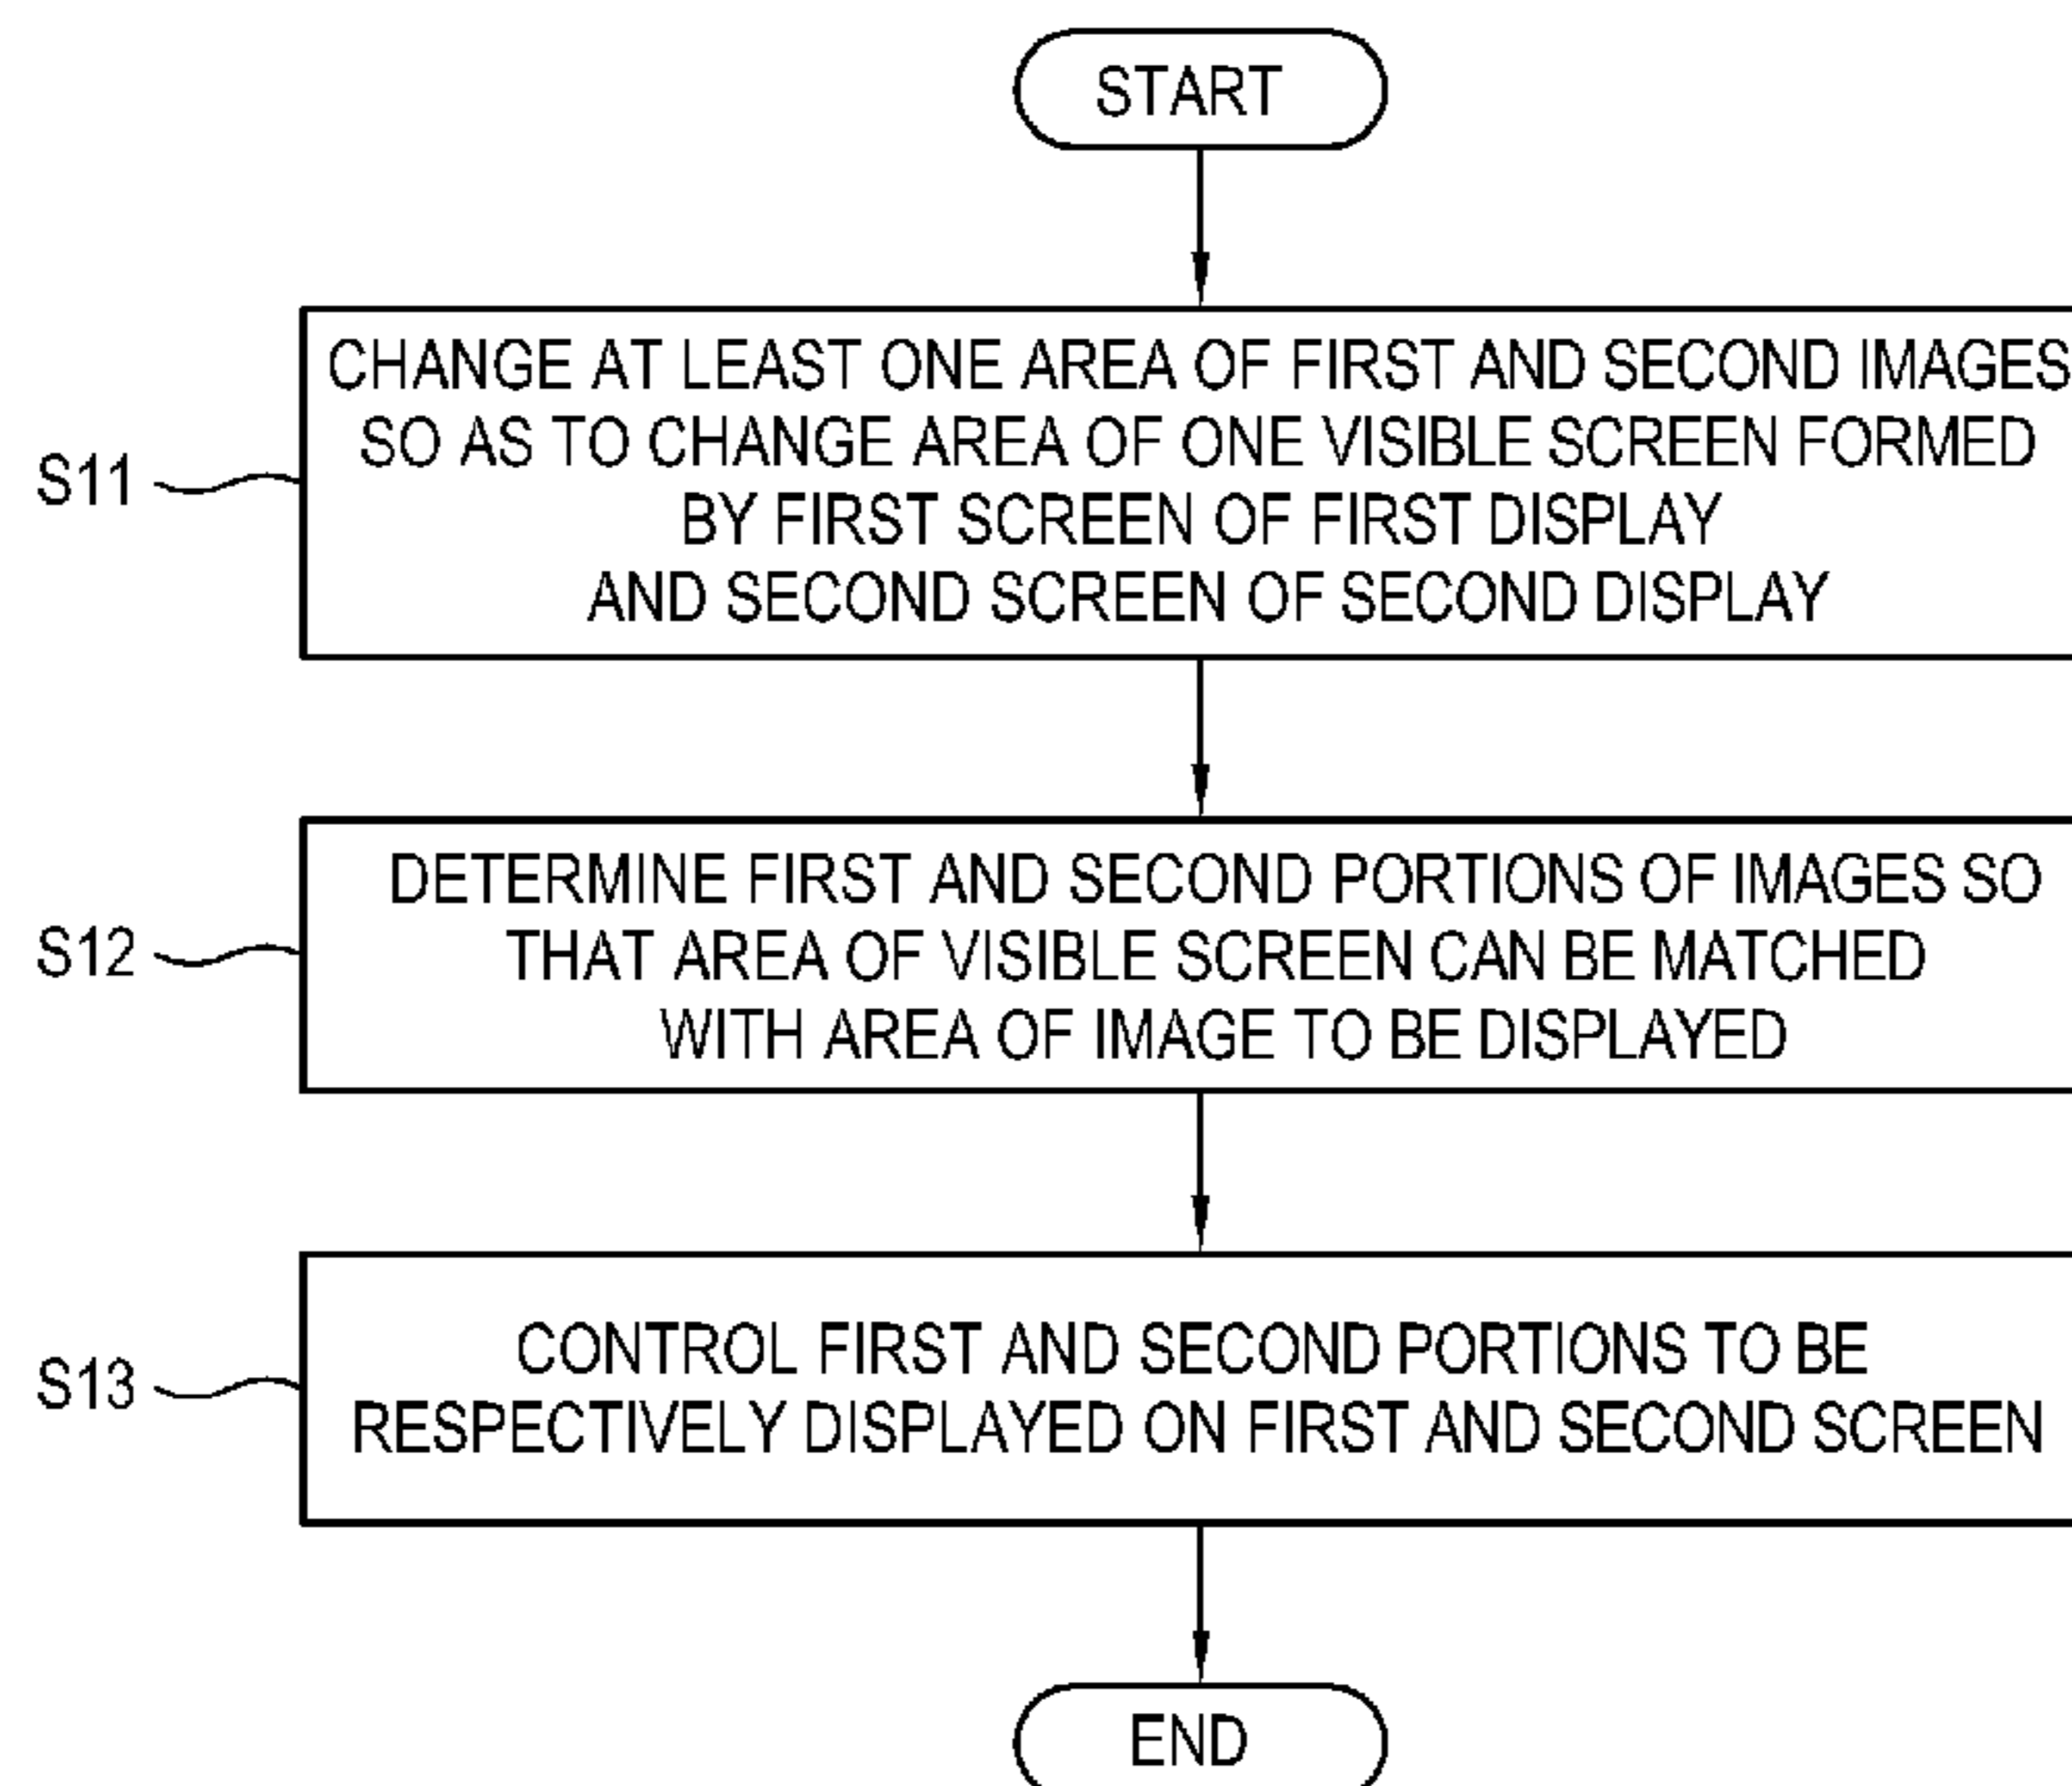 START
CHANGE AT LEAST ONE AREA OF FIRST AND SECOND IMAGES
SO AS TO CHANGE AREA OF ONE VISIBLE SCREEN FORMED
BY FIRST SCREEN OF FIRST DISPLAY
AND SECOND SCREEN OF SECOND DISPLAY
S11
DETERMINE FIRST AND SECOND PORTIONS OF IMAGES SO
THAT AREA OF VISIBLE SCREEN CAN BE MATCHED
WITH AREA OF IMAGE TO BE DISPLAYED
S12
CONTROL FIRST AND SECOND PORTIONS TO BE
RESPECTIVELY DISPLAYED ON FIRST AND SECOND SCREEN
S13
END